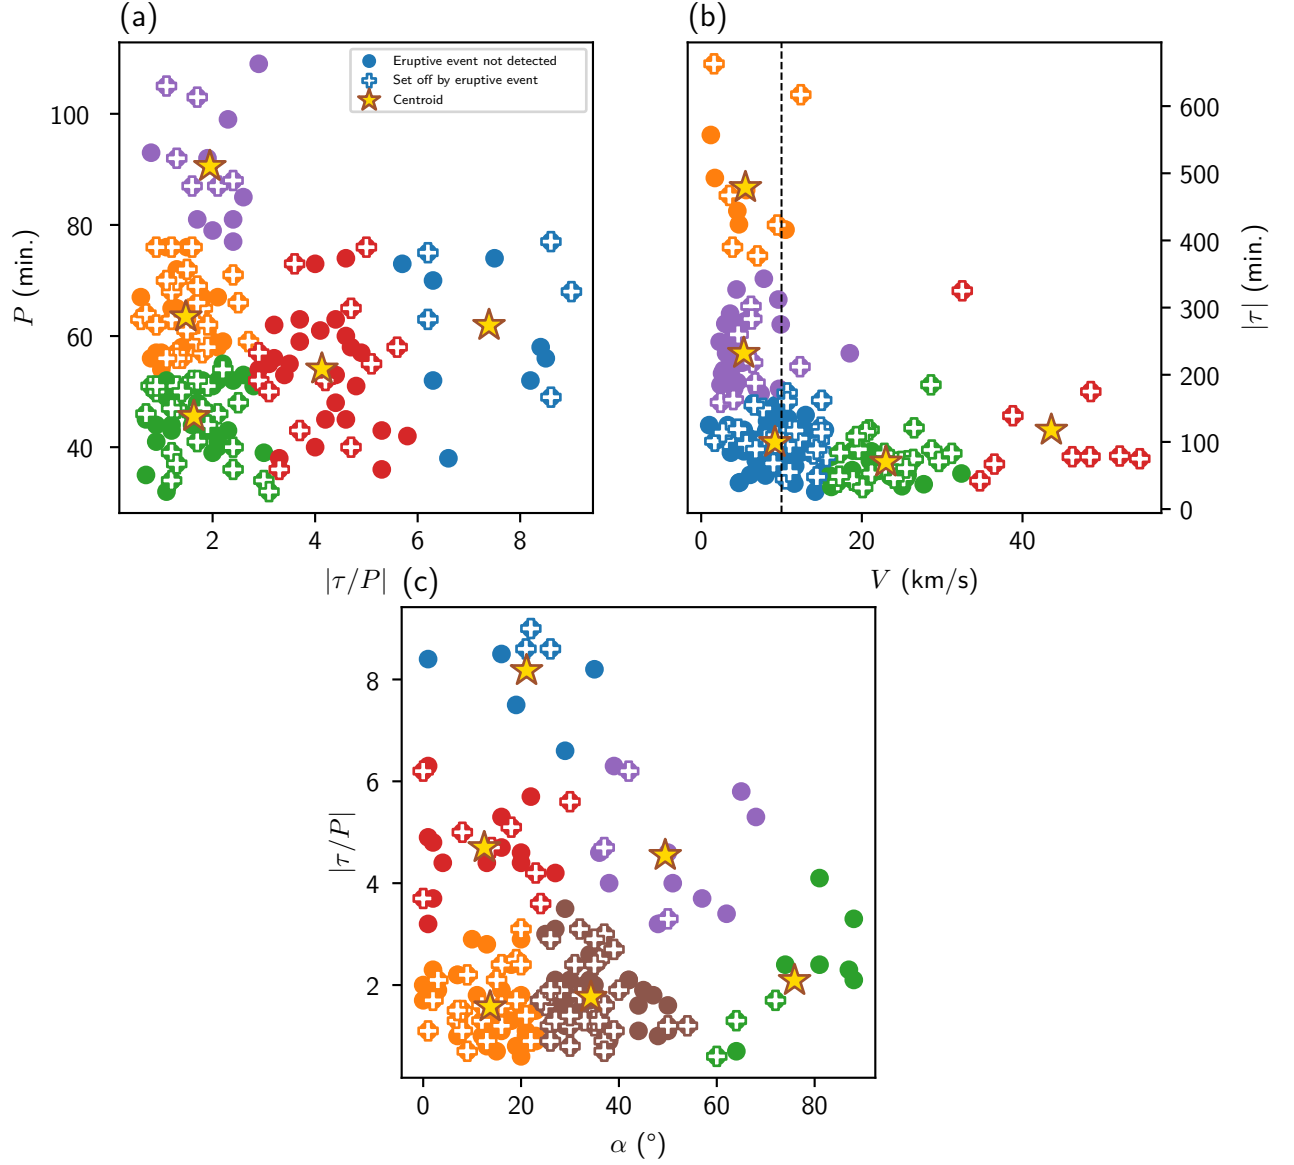 (a)
(b)
Eruptive event not detected
Set off by eruptive event
Centroid
100
80
60
40
P (min.)
2
4
6
8
|τ/P|
600
500
400
300
200
100
0
|τ| (min.)
0
20
40
V (km/s)
(c)
8
6
4
2
|τ/P|
0
20
40
60
80
α (°)